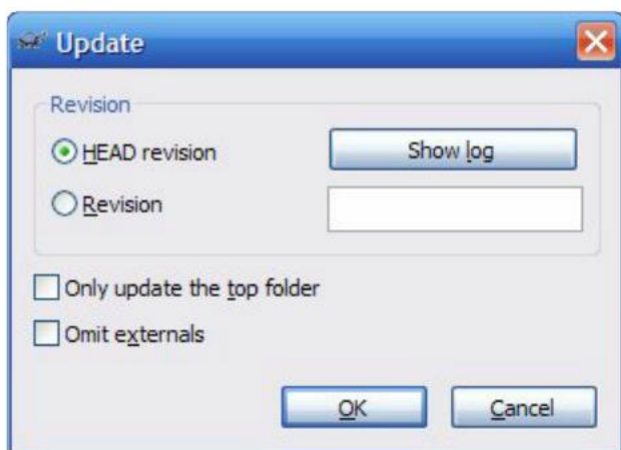 Update
Revision
HEAD revision
Show log
Revision
Only update the top folder
Omit externals
OK
Cancel